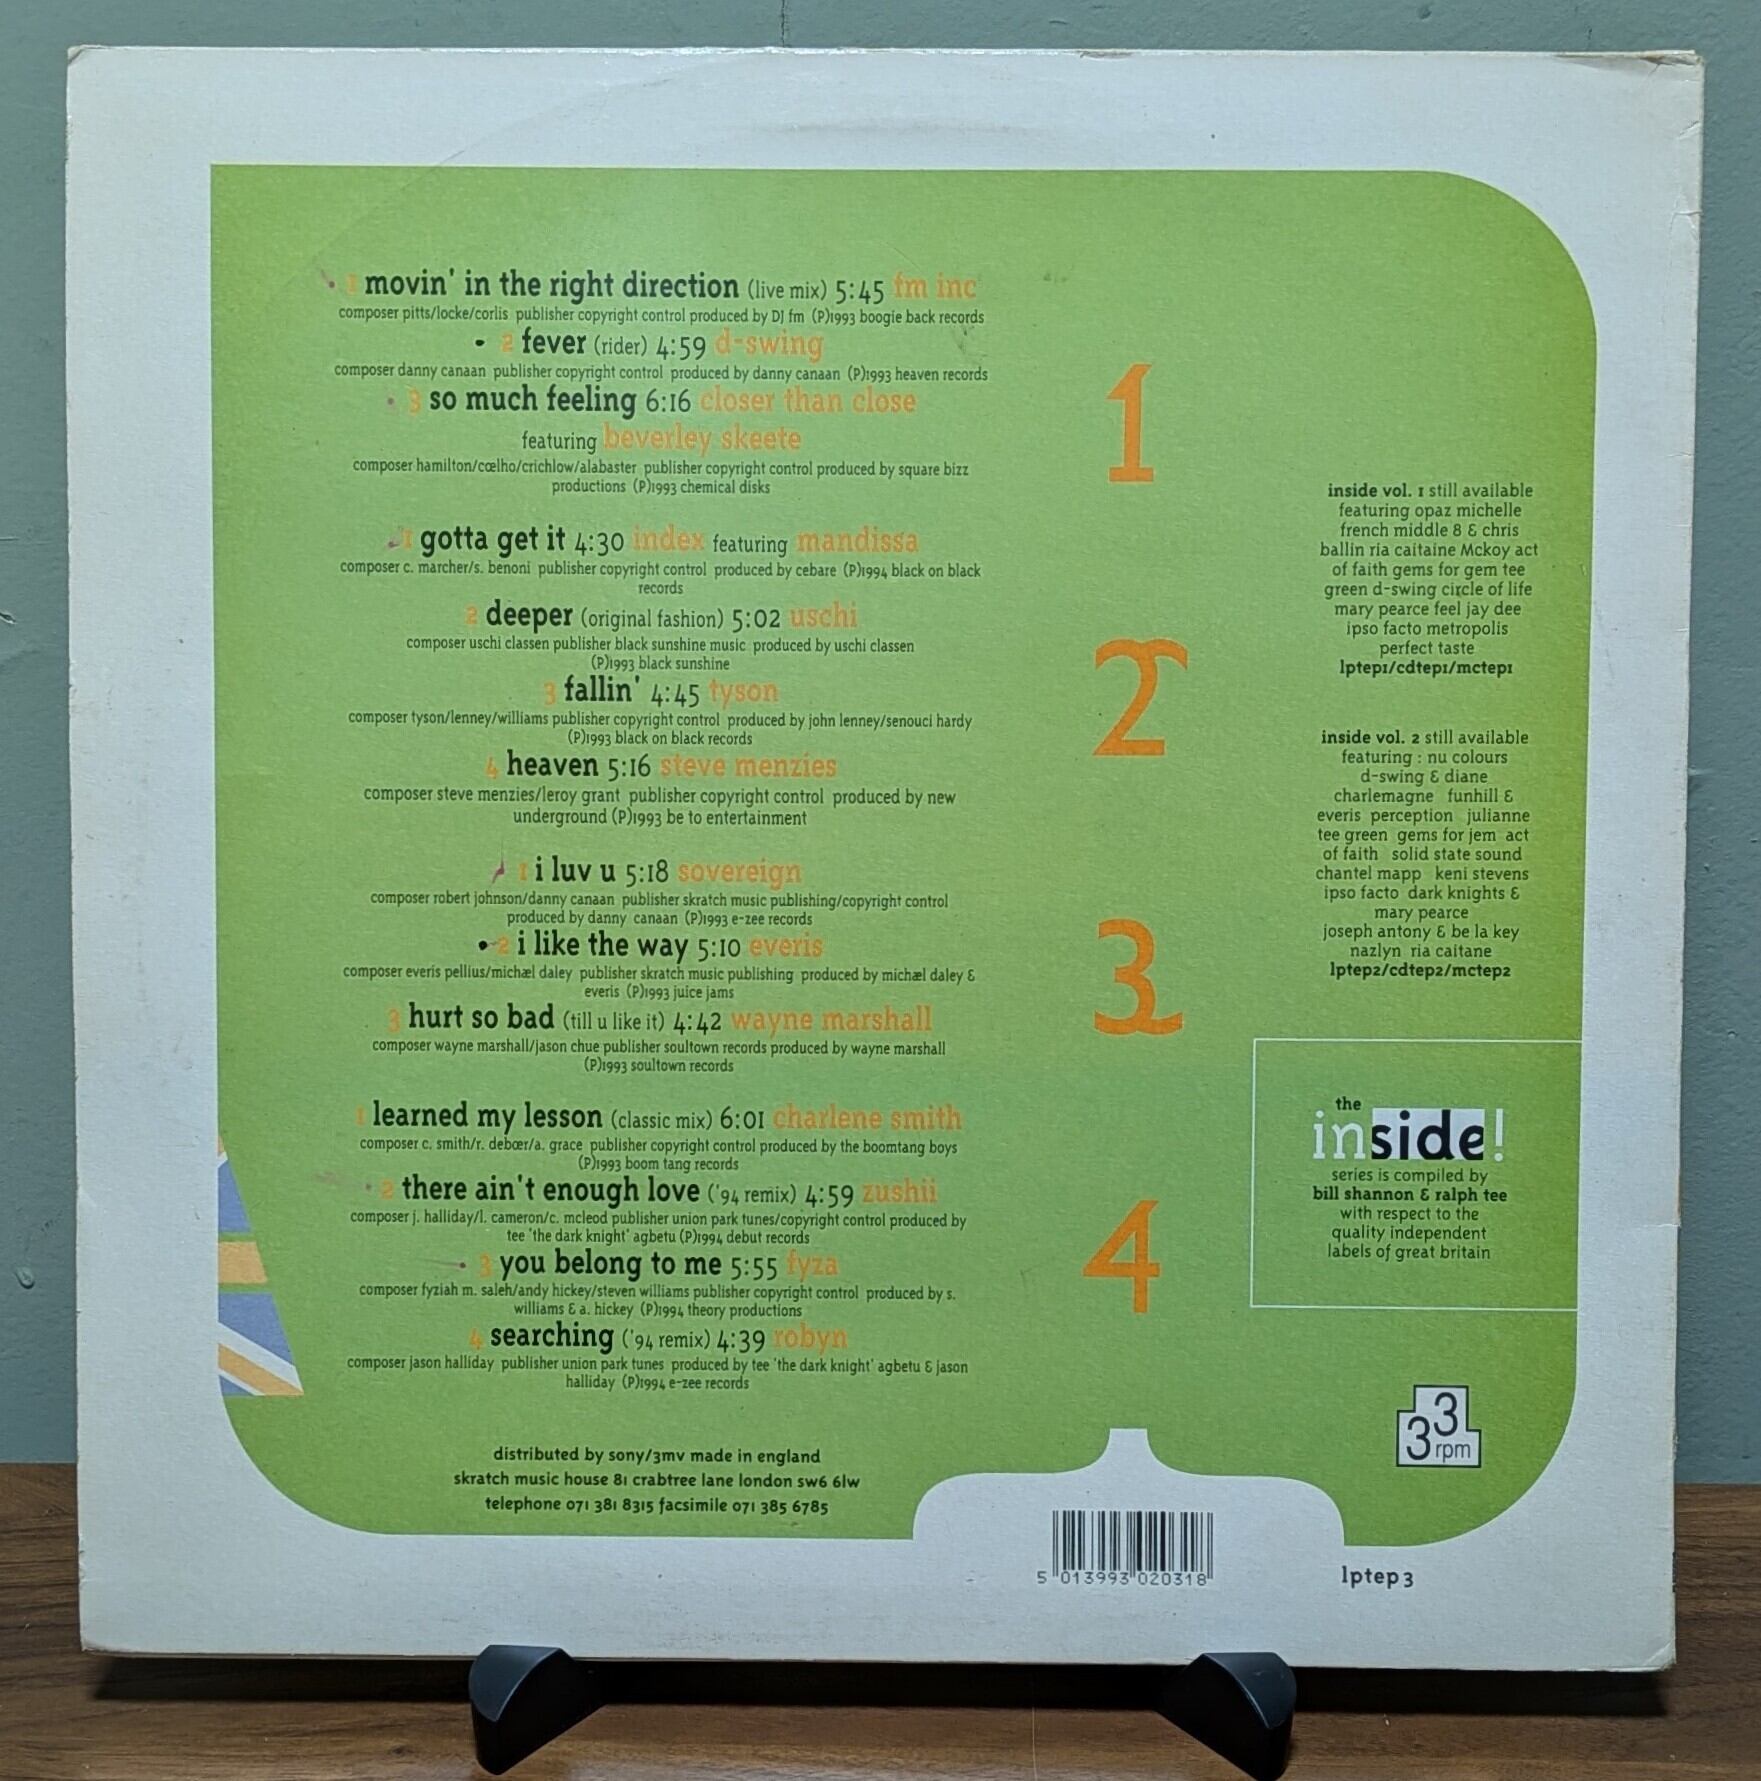 1 movin' in the right direction (live mix) 5:45 fm inc
composer pitts/locke/corlis publisher copyright control produced by DJ fm (P)1993 boogie back records
2 fever (rider) 4:59 d-swing
composer danny canaan publisher copyright control produced by danny canaan (P)1993 heaven records
3 so much feeling 6:16 closer than close
featuring beverley skeete
composer hamilton/cœlho/crichlow/alabaster publisher copyright control produced by square bizz
productions (P)1993 chemical disks
1
1 gotta get it 4:30 index featuring mandissa
composer c. marcher/s. benoni publisher copyright control produced by cebare (P)1994 black on black
records
2 deeper (original fashion) 5:02 uschi
composer uschi classen publisher black sunshine music produced by uschi classen
(P)1993 black sunshine
3 fallin' 4:45 tyson
composer tyson/lenney/williams publisher copyright control produced by john lenney/senouci hardy
(P)1993 black on black records
4 heaven 5:16 steve menzies
composer steve menzies/leroy grant publisher copyright control produced by new
underground (P)1993 be to entertainment
2
1 i luv u 5:18 sovereign
composer robert johnson/danny canaan publisher skratch music publishing/copyright control
produced by danny canaan (P)1993 e-zee records
2 i like the way 5:10 everis
composer everis pellius/michæl daley publisher skratch music publishing produced by michæl daley &
everis (P)1993 juice jams
3 hurt so bad (till u like it) 4:42 wayne marshall
composer wayne marshall/jason chue publisher soultown records produced by wayne marshall
(P)1993 soultown records
3
1 learned my lesson (classic mix) 6:01 charlene smith
composer c. smith/r. debœr/a. grace publisher copyright control produced by the boomtang boys
(P)1993 boom tang records
2 there ain't enough love ('94 remix) 4:59 zushii
composer j. halliday/l. cameron/c. mcleod publisher union park tunes/copyright control produced by
tee 'the dark knight' agbetu (P)1994 debut records
3 you belong to me 5:55 fyza
composer fyziah m. saleh/andy hickey/steven williams publisher copyright control produced by s.
williams & a. hickey (P)1994 theory productions
4 searching ('94 remix) 4:39 robyn
composer jason halliday publisher union park tunes produced by tee 'the dark knight' agbetu & jason
halliday (P)1994 e-zee records
4
distributed by sony/3mv made in england
skratch music house 81 crabtree lane london sw6 6lw
telephone 071 381 8315 facsimile 071 385 6785
inside vol. 1 still available
featuring opaz michelle
french middle 8 & chris
ballin ria caitaine Mckoy act
of faith gems for gem tee
green d-swing circle of life
mary pearce feel jay dee
ipso facto metropolis
perfect taste
lptep1/cdtep1/mctep1
inside vol. 2 still available
featuring : nu colours
d-swing & diane
charlemagne funhill &
everis perception julianne
tee green gems for jem act
of faith solid state sound
chantel mapp keni stevens
ipso facto dark knights &
mary pearce
joseph antony & be la key
nazlyn ria caitane
lptep2/cdtep2/mctep2
the
inside!
series is compiled by
bill shannon & ralph tee
with respect to the
quality independent
labels of great britain
33
rpm
5 013993 020318
lptep 3